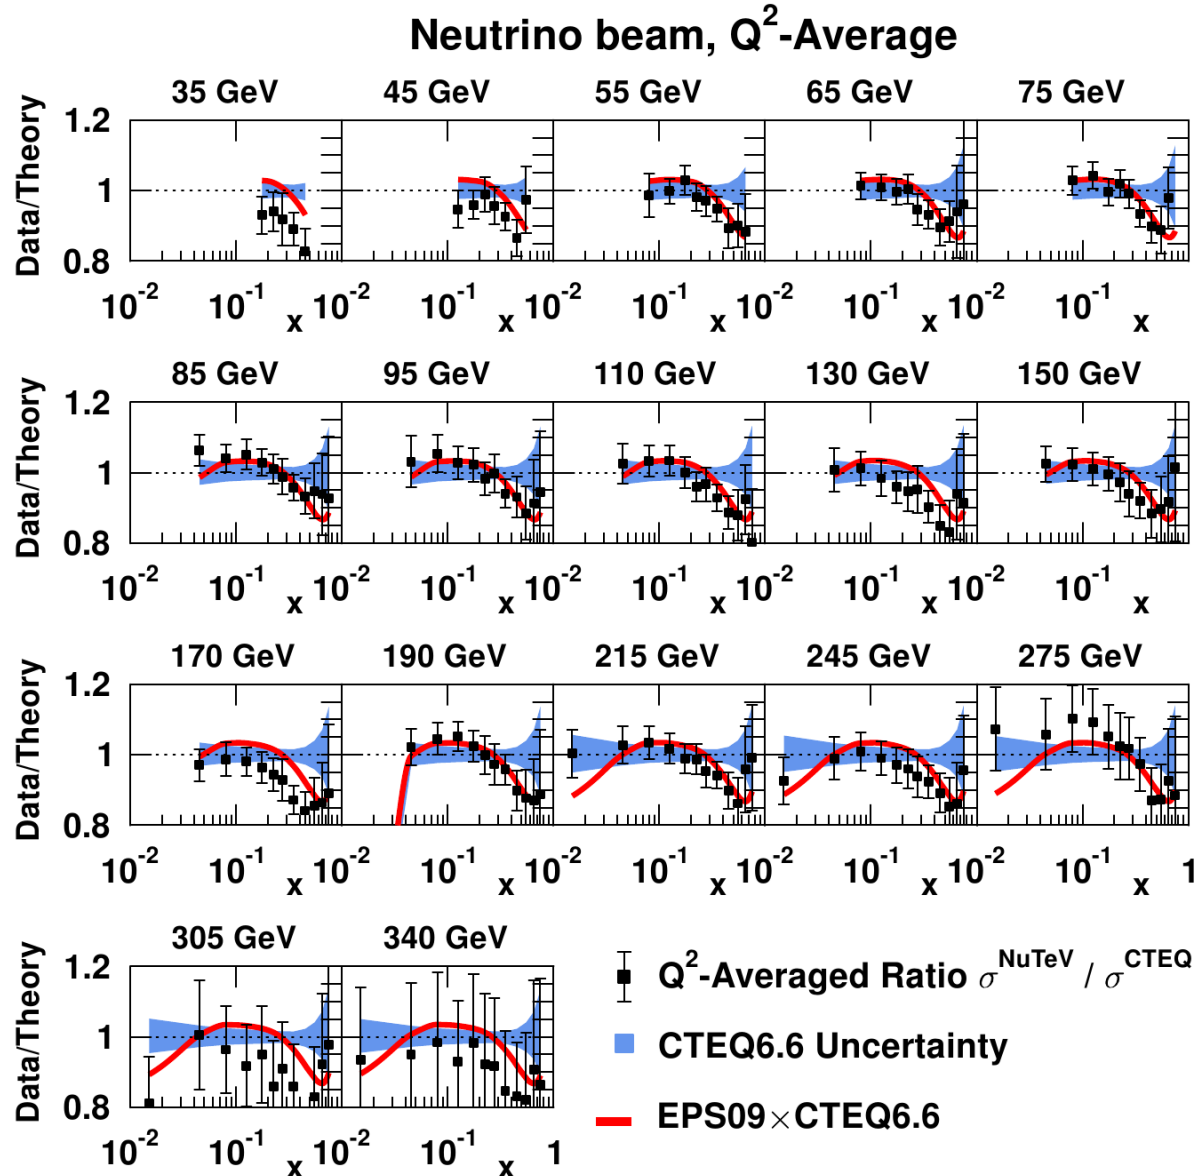 Neutrino beam, Q²-Average
35 GeV 45 GeV 55 GeV 65 GeV 75 GeV
Data/Theory
1.2
1
0.8
10⁻² 10⁻¹ x 10⁻² 10⁻¹ x 10⁻² 10⁻¹ x 10⁻² 10⁻¹ x 10⁻² 10⁻¹ x
85 GeV 95 GeV 110 GeV 130 GeV 150 GeV
Data/Theory
1.2
1
0.8
10⁻² 10⁻¹ x 10⁻² 10⁻¹ x 10⁻² 10⁻¹ x 10⁻² 10⁻¹ x 10⁻² 10⁻¹ x
170 GeV 190 GeV 215 GeV 245 GeV 275 GeV
Data/Theory
1.2
1
0.8
10⁻² 10⁻¹ x 10⁻² 10⁻¹ x 10⁻² 10⁻¹ x 10⁻² 10⁻¹ x 10⁻² 10⁻¹ x 1
305 GeV 340 GeV
Data/Theory
1.2
1
0.8
10⁻² 10⁻¹ x 10⁻² 10⁻¹ x 1
Q²-Averaged Ratio σ^NuTeV / σ^CTEQ
CTEQ6.6 Uncertainty
EPS09×CTEQ6.6